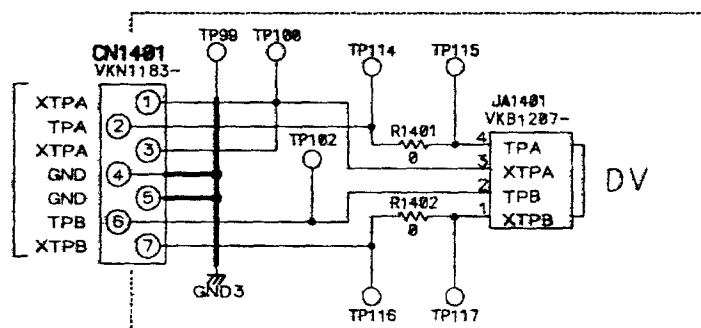 TP99 TP100
TP114 TP115
CN1401
VKN1183-
JA1401
VKB1207-
XTPA 1
TPA 2
XTPA 3
GND 4
GND 5
TPB 6
XTPB 7
TP102
R1401
0
R1402
0
4 TPA
3 XTPA
2 TPB
1 XTPB
DV
GND3
TP116 TP117